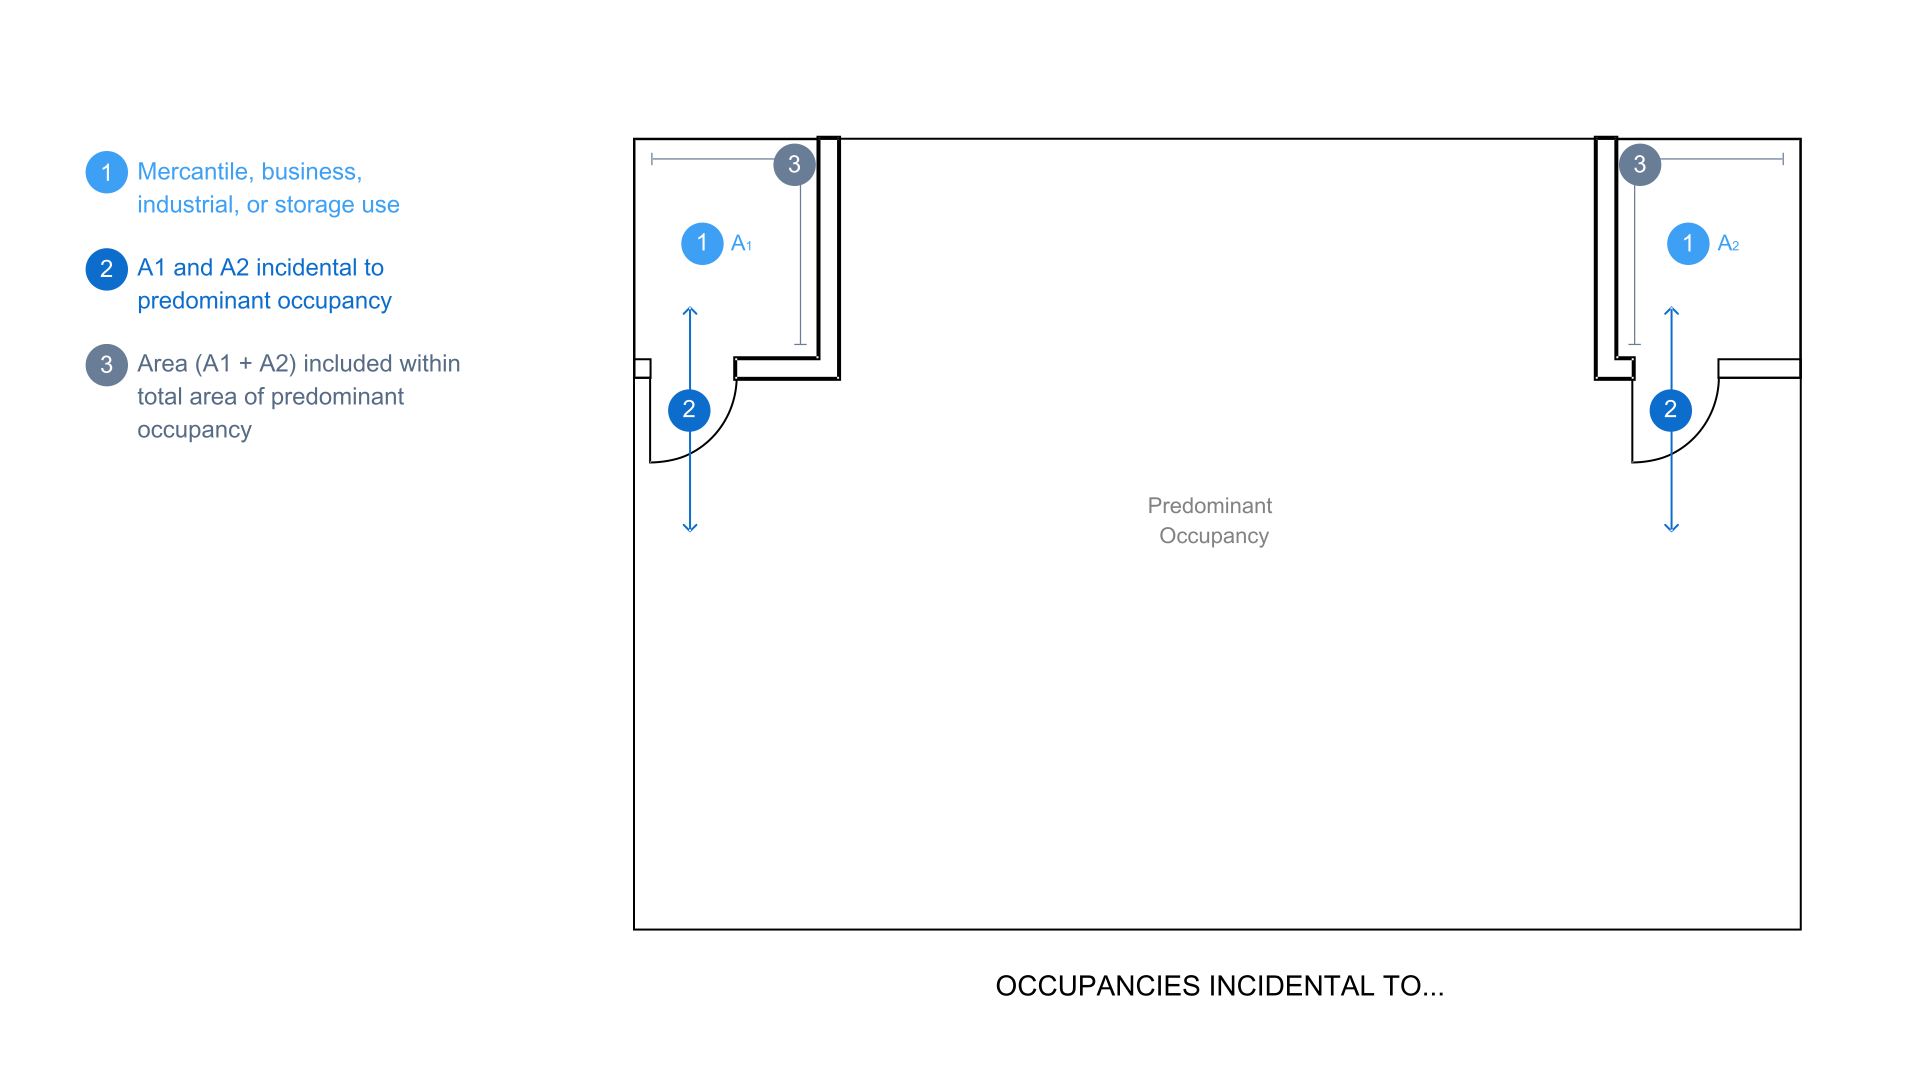 1 Mercantile, business,
industrial, or storage use
2 A1 and A2 incidental to
predominant occupancy
3 Area (A1 + A2) included within
total area of predominant
occupancy
3
3
1 A1
1 A2
2
2
Predominant
Occupancy
OCCUPANCIES INCIDENTAL TO...